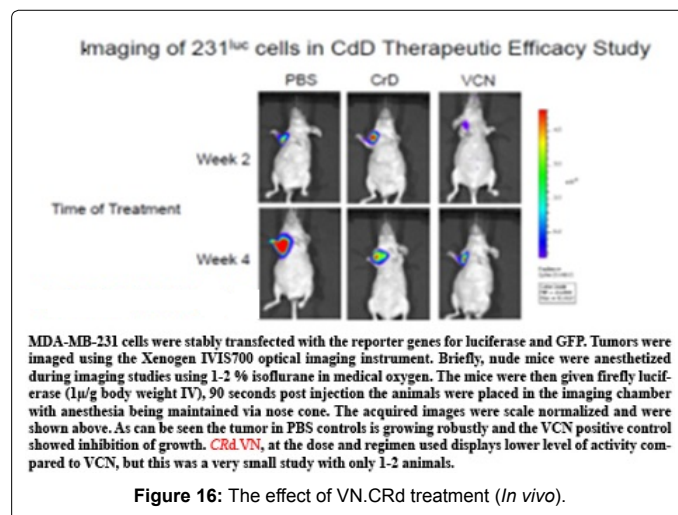 Imaging of 231luc cells in CdD Therapeutic Efficacy Study
PBS CrD VCN
Week 2
Time of Treatment
Week 4
MDA-MB-231 cells were stably transfected with the reporter genes for luciferase and GFP. Tumors were
imaged using the Xenogen IVIS700 optical imaging instrument. Briefly, nude mice were anesthetized
during imaging studies using 1-2 % isoflurane in medical oxygen. The mice were then given firefly lucif-
erase (1µ/g body weight IV), 90 seconds post injection the animals were placed in the imaging chamber
with anesthesia being maintained via nose cone. The acquired images were scale normalized and were
shown above. As can be seen the tumor in PBS controls is growing robustly and the VCN positive control
showed inhibition of growth. CRd.VN, at the dose and regimen used displays lower level of activity com-
pared to VCN, but this was a very small study with only 1-2 animals.
Figure 16: The effect of VN.CRd treatment (In vivo).